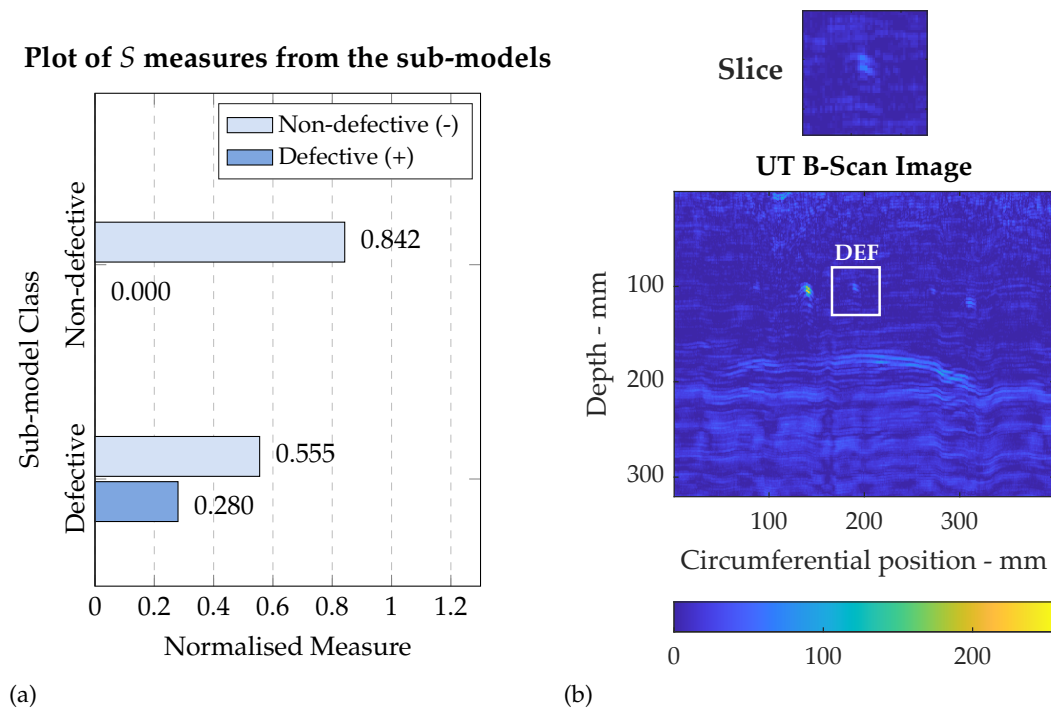 Plot of S measures from the sub-models
Non-defective (-)
Defective (+)
Sub-model Class
Non-defective
Defective
0.842
0.000
0.555
0.280
0 0.2 0.4 0.6 0.8 1 1.2
Normalised Measure
(a)
Slice
UT B-Scan Image
DEF
Depth - mm
100
200
300
100 200 300
Circumferential position - mm
0 100 200
(b)